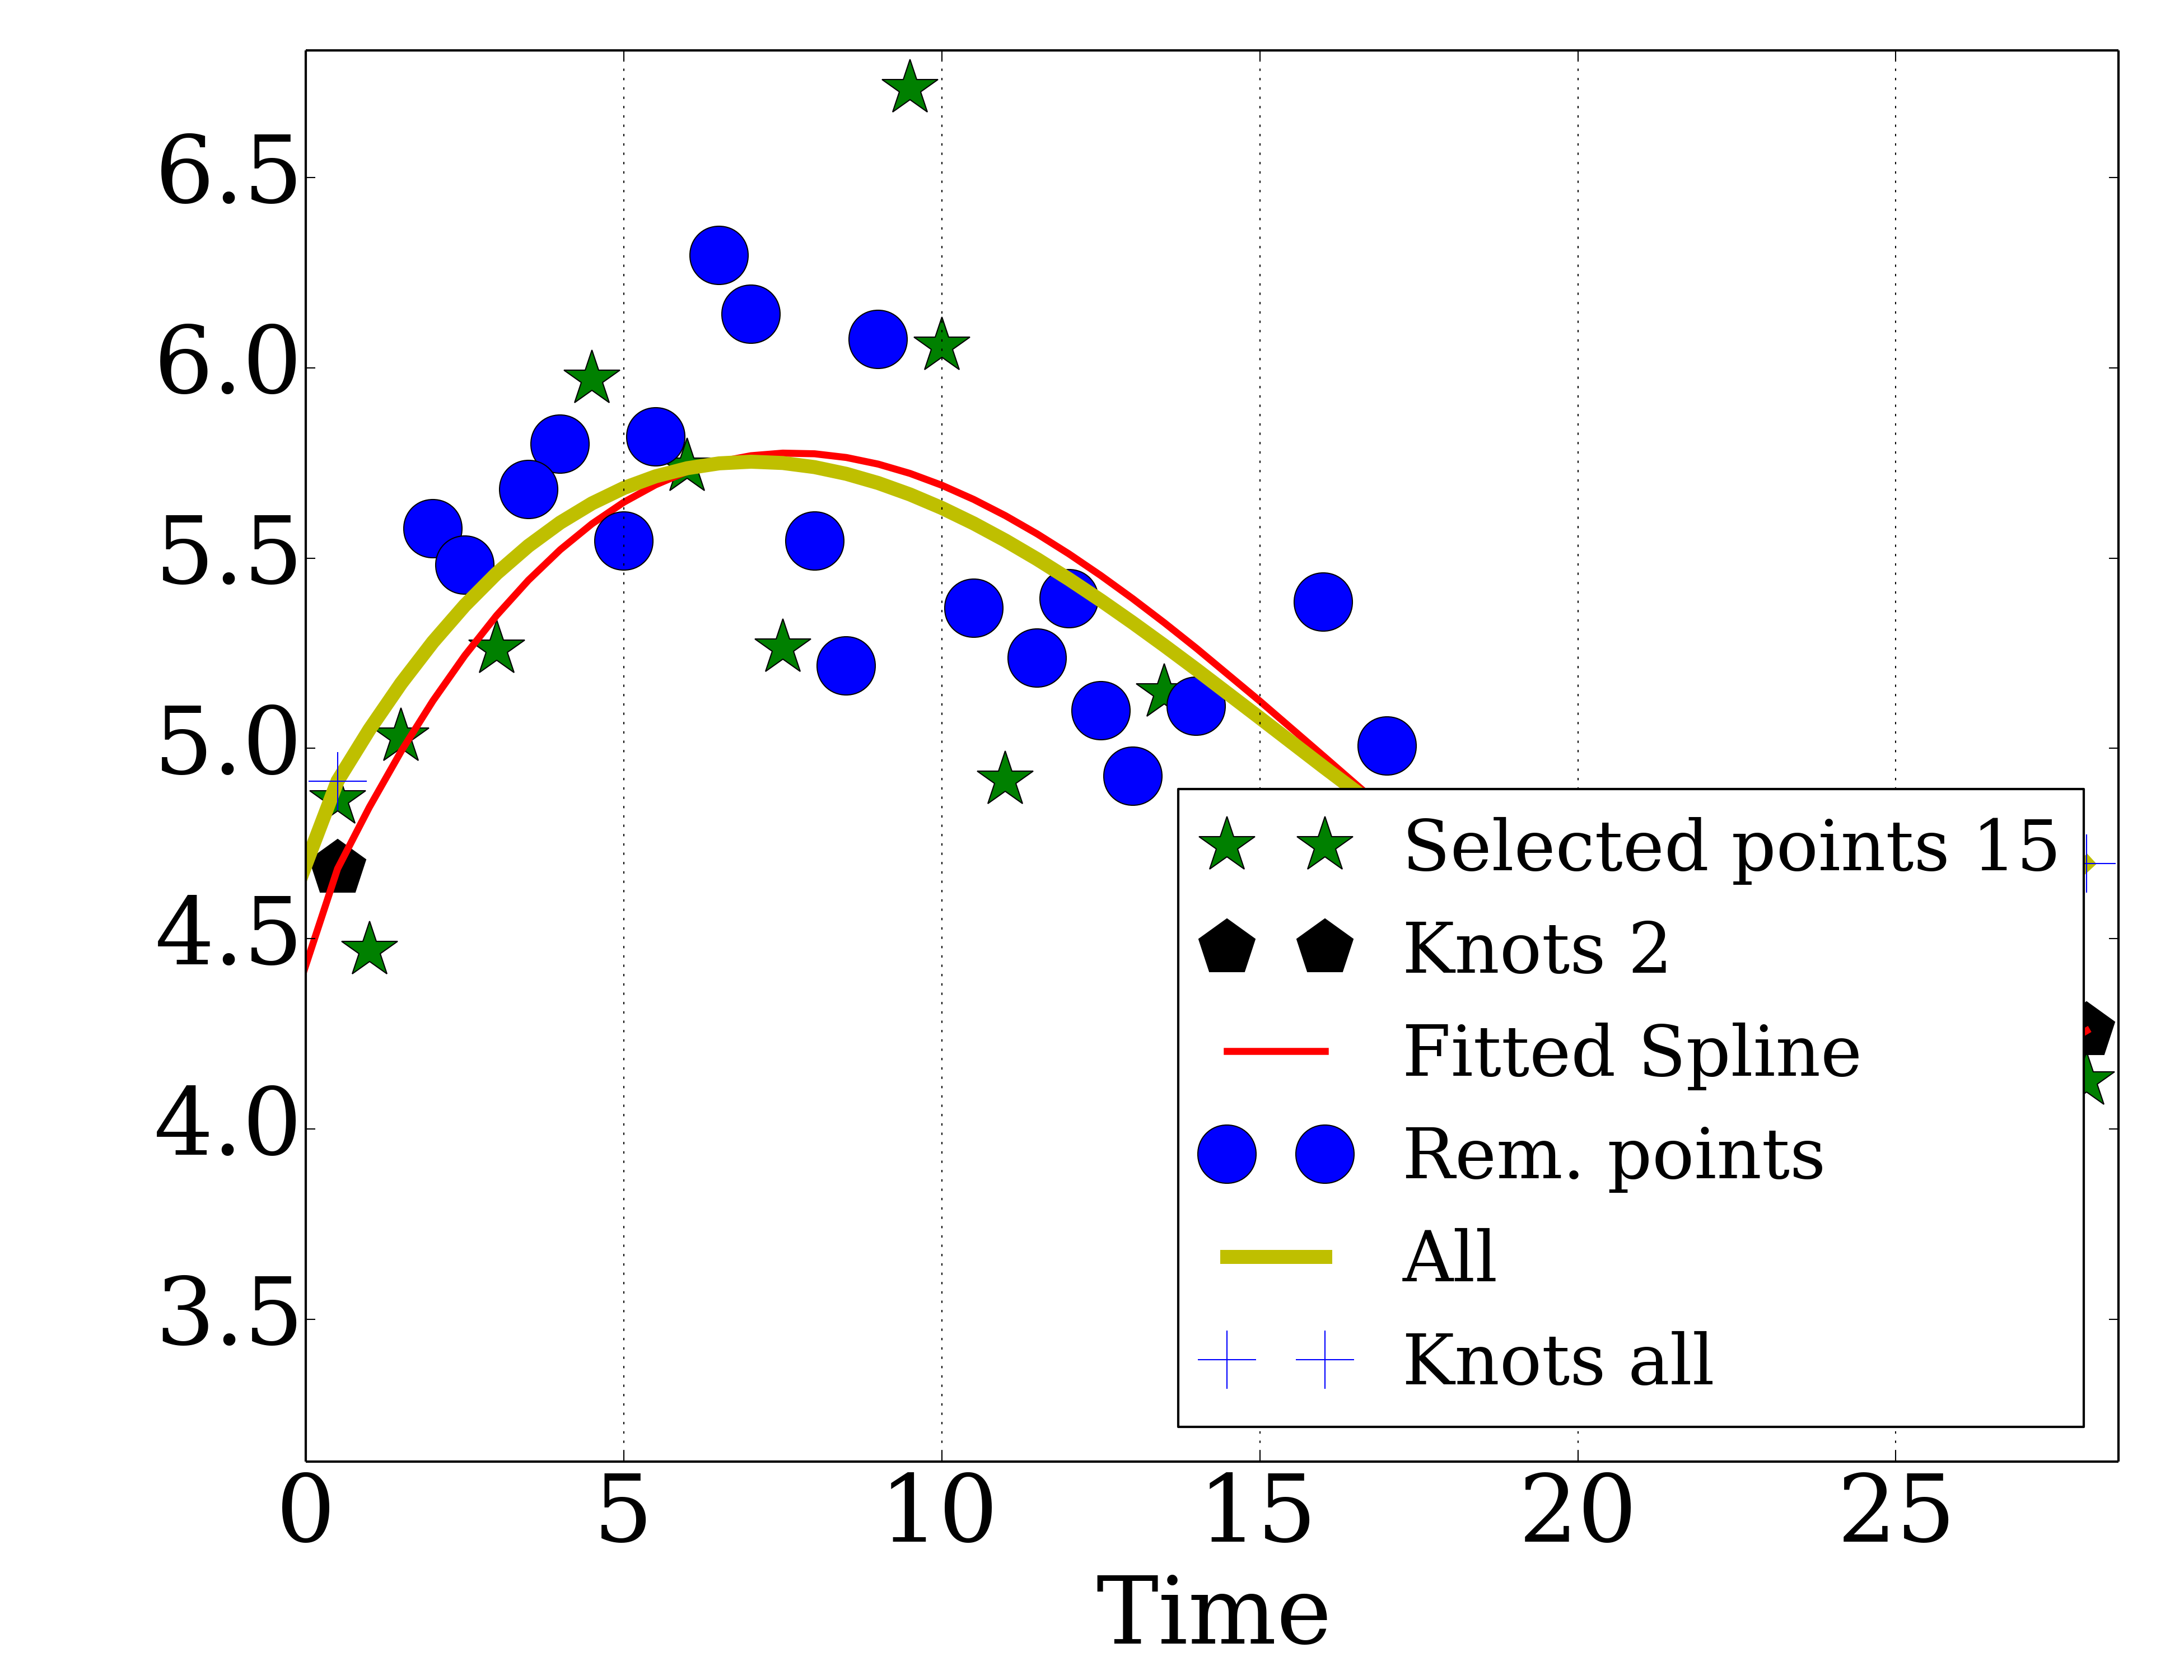 6.5
6.0
5.5
5.0
4.5
4.0
3.5
0 5 10 15 20 25
Time
Selected points 15
Knots 2
Fitted Spline
Rem. points
All
Knots all